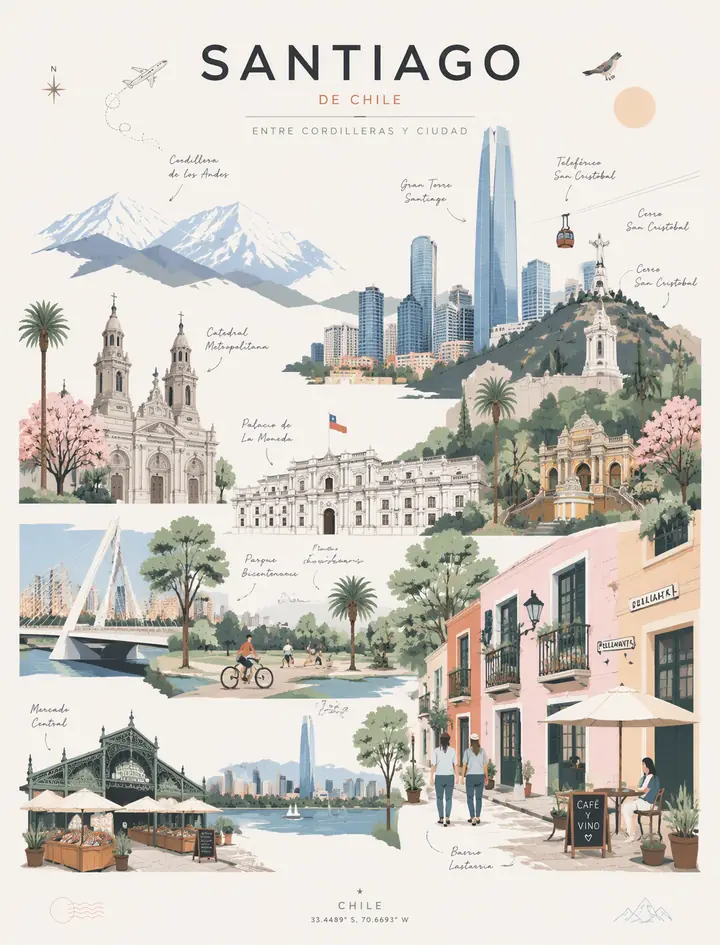 SANTIAGO
DE CHILE
ENTRE CORDILLERAS Y CIUDAD
N
Cordillera
de los Andes
Gran Torre
Santiago
Teleférico
San Cristobal
Cerro
San Cristobal
Cerro
San Cristobal
Catedral
Metropolitana
Palacio de
La Moneda
Parque
Bicentenario
Mercado
Central
CAFÉ
Y
VINO
Barrio
Lastarria
CHILE
33.4489° S, 70.6693° W